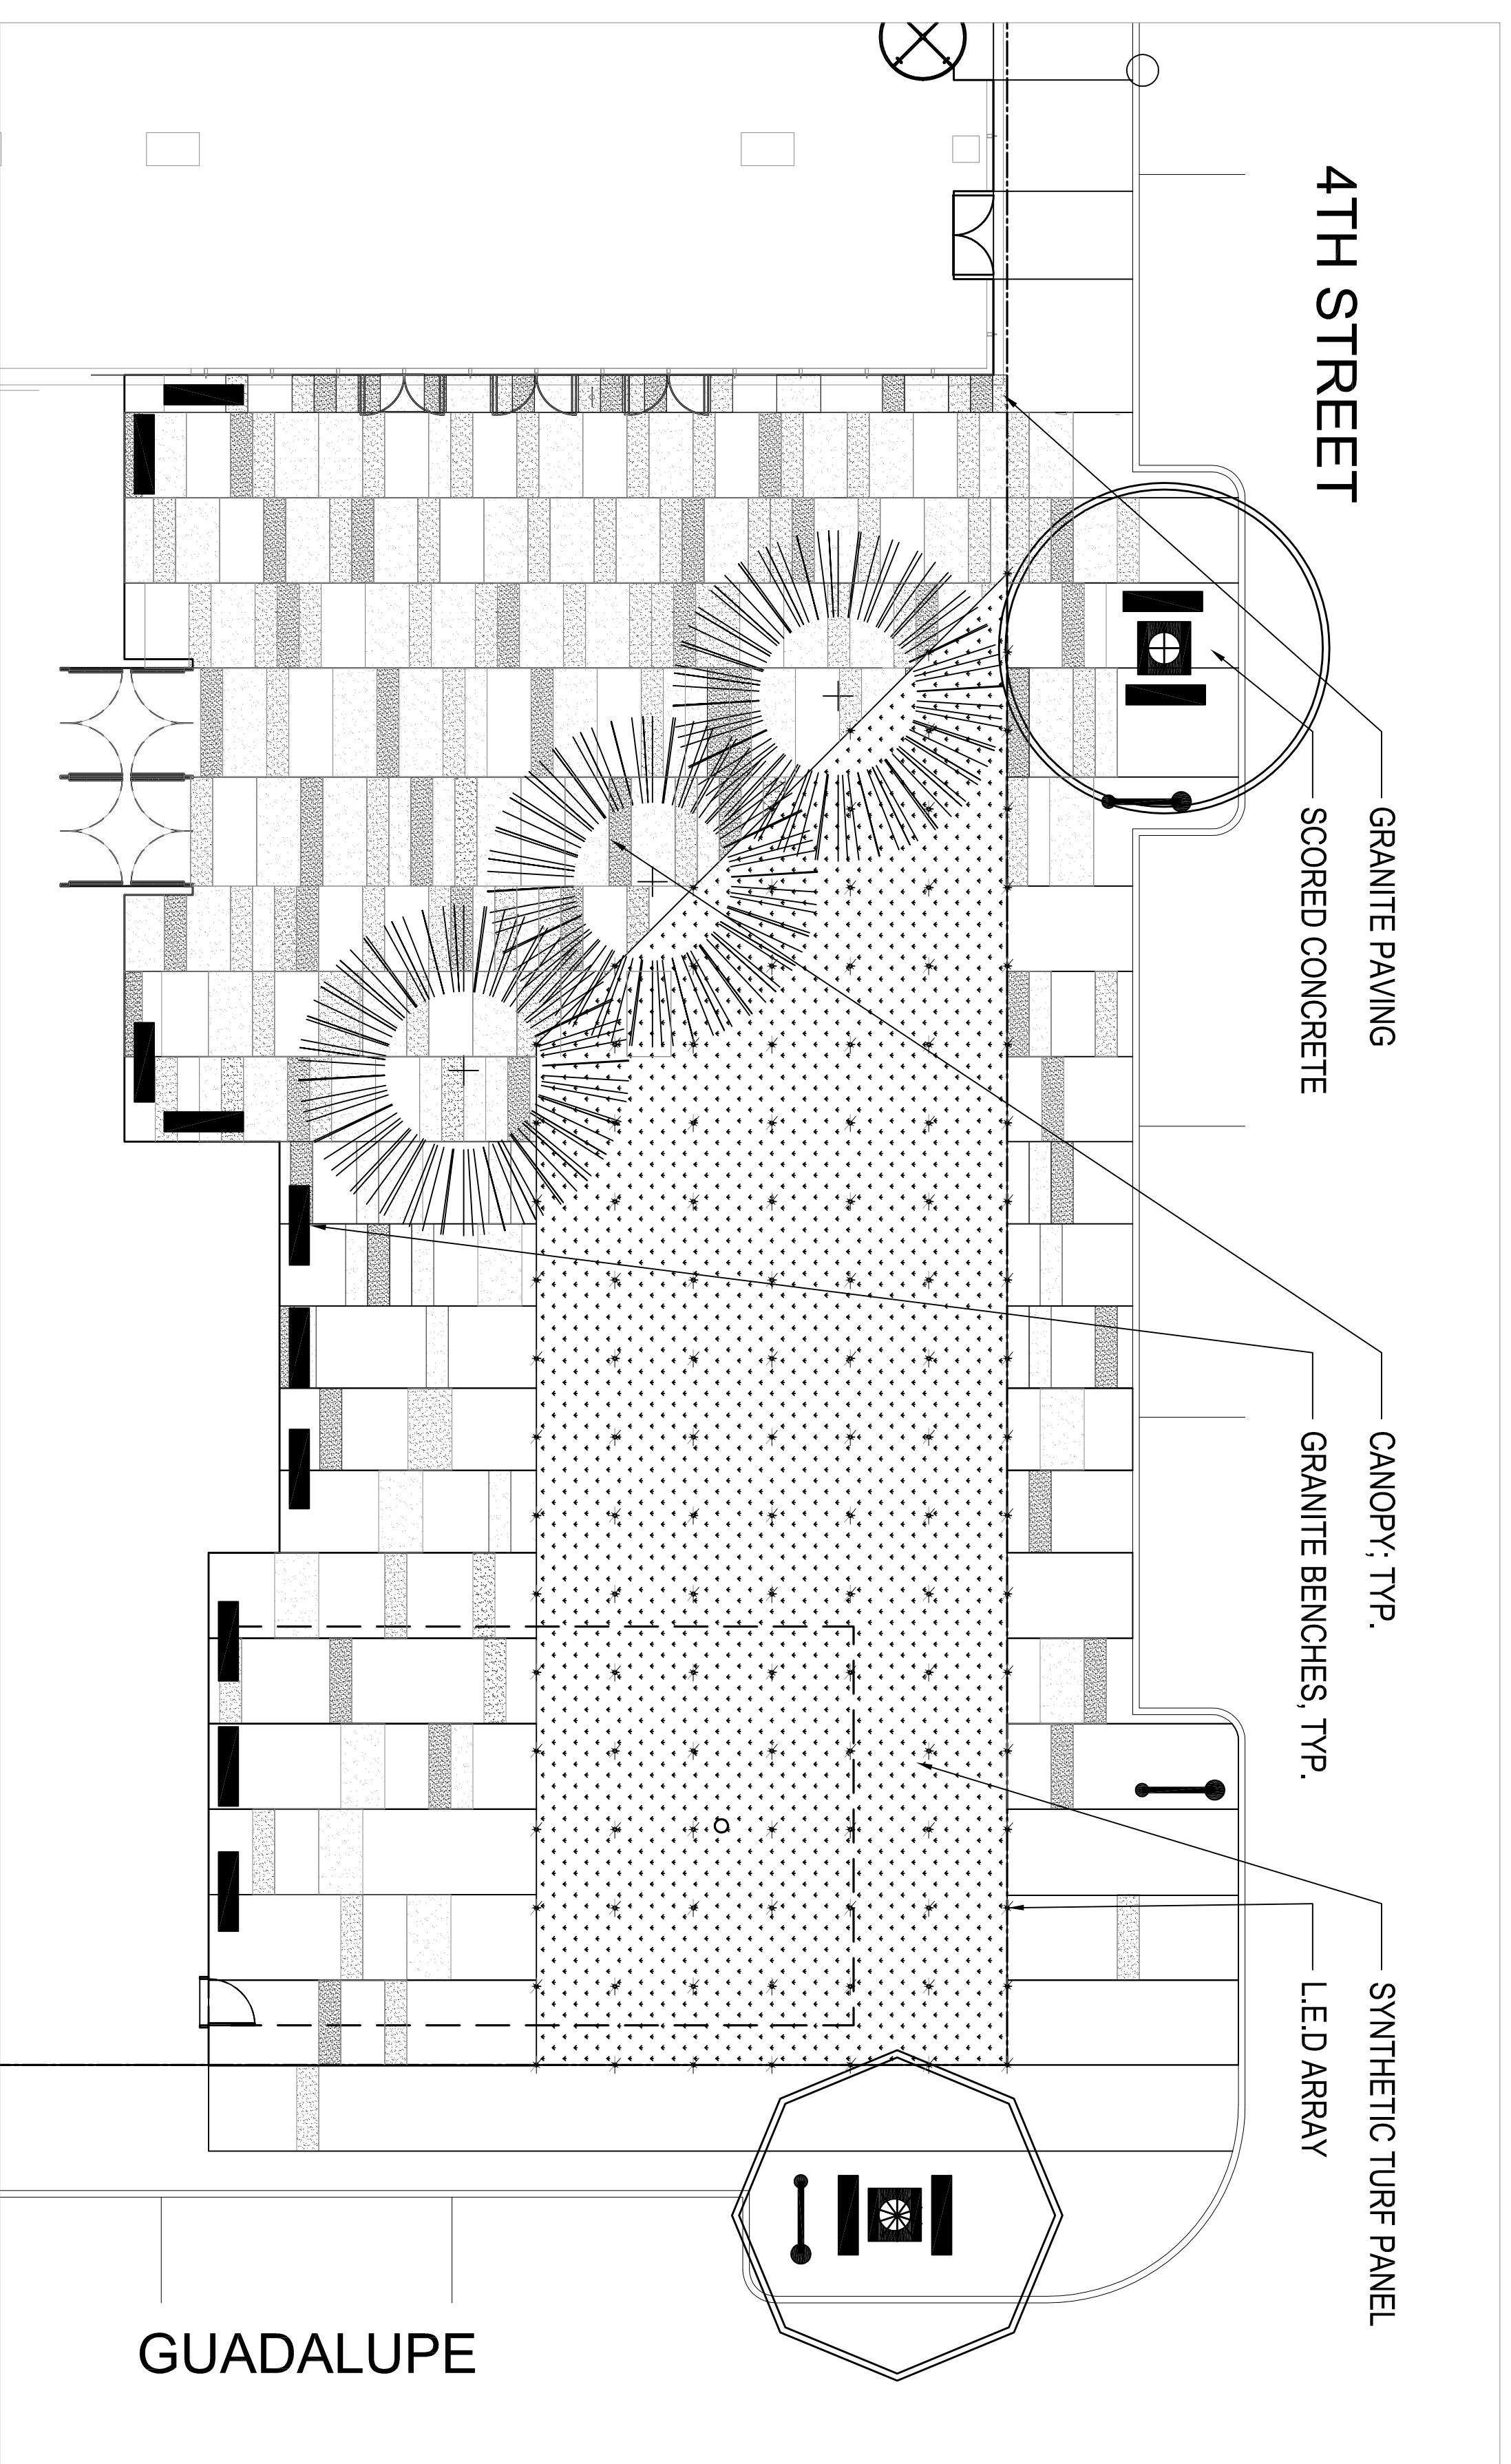 4TH STREET
GRANITE PAVING
SCORED CONCRETE
CANOPY; TYP.
GRANITE BENCHES, TYP.
SYNTHETIC TURF PANEL
L.E.D ARRAY
GUADALUPE